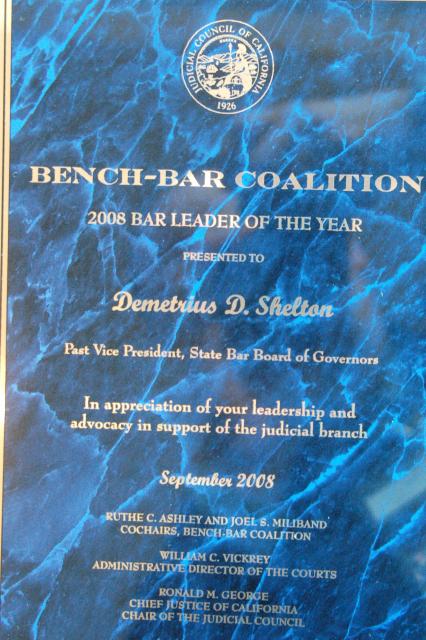 JUDICIAL COUNCIL OF CALIFORNIA
EUREKA
1926
BENCH-BAR COALITION
2008 BAR LEADER OF THE YEAR
PRESENTED TO
Demetrius D. Shelton
Past Vice President, State Bar Board of Governors
In appreciation of your leadership and
advocacy in support of the judicial branch
September 2008
RUTHE C. ASHLEY AND JOEL S. MILIBAND
COCHAIRS, BENCH-BAR COALITION
WILLIAM C. VICKREY
ADMINISTRATIVE DIRECTOR OF THE COURTS
RONALD M. GEORGE
CHIEF JUSTICE OF CALIFORNIA
CHAIR OF THE JUDICIAL COUNCIL